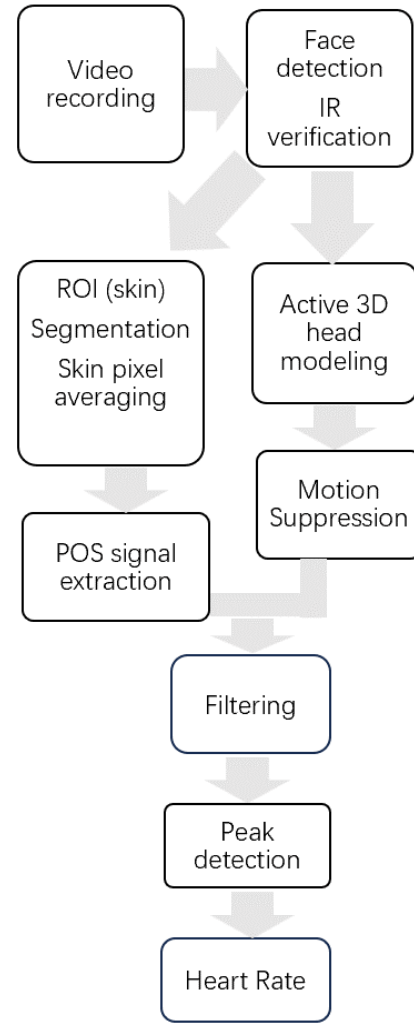 Video
recording
Face
detection
IR
verification
ROI (skin)
Segmentation
Skin pixel
averaging
Active 3D
head
modeling
POS signal
extraction
Motion
Suppression
Filtering
Peak
detection
Heart Rate